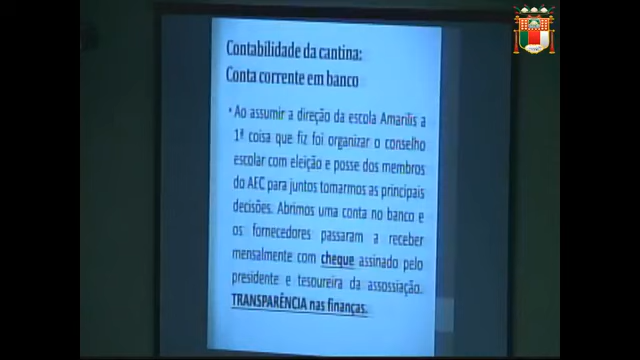 Contabilidade da cantina:
Conta corrente em banco
• Ao assumir a direção da escola Amarilis a
1ª coisa que fiz foi organizar o conselho
escolar com eleição e posse dos membros
do AEC para juntos tomarmos as principais
decisões. Abrimos uma conta no banco e
os fornecedores passaram a receber
mensalmente com cheque assinado pelo
presidente e tesoureira da assossiação.
TRANSPARÊNCIA nas finanças.